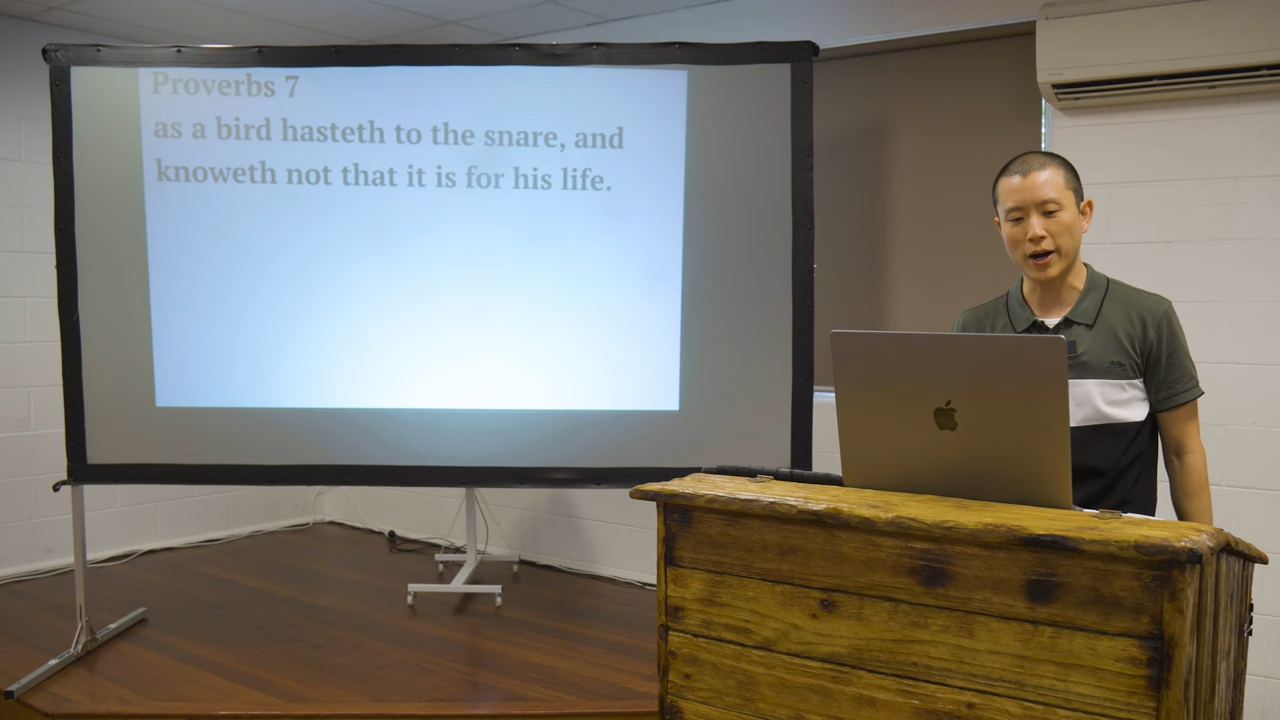 Proverbs 7
as a bird hasteth to the snare, and
knoweth not that it is for his life.